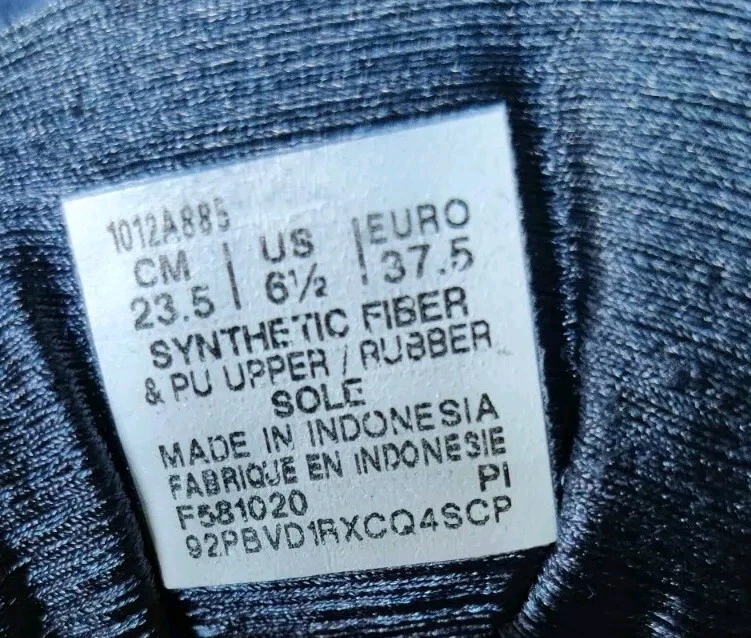 1012A885
CM | US | EURO
23.5 | 6½ | 37.5
SYNTHETIC FIBER
& PU UPPER / RUBBER
SOLE
MADE IN INDONESIA
FABRIQUE EN INDONESIE
F581020 PI
92PBVD1RXCQ4SCP